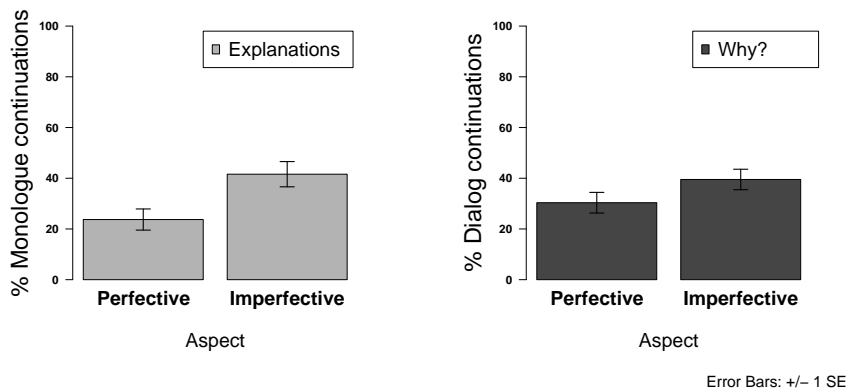 % Monologue continuations
100
80
60
40
20
0
Explanations
Perfective Imperfective
Aspect
% Dialog continuations
100
80
60
40
20
0
Why?
Perfective Imperfective
Aspect
Error Bars: +/− 1 SE